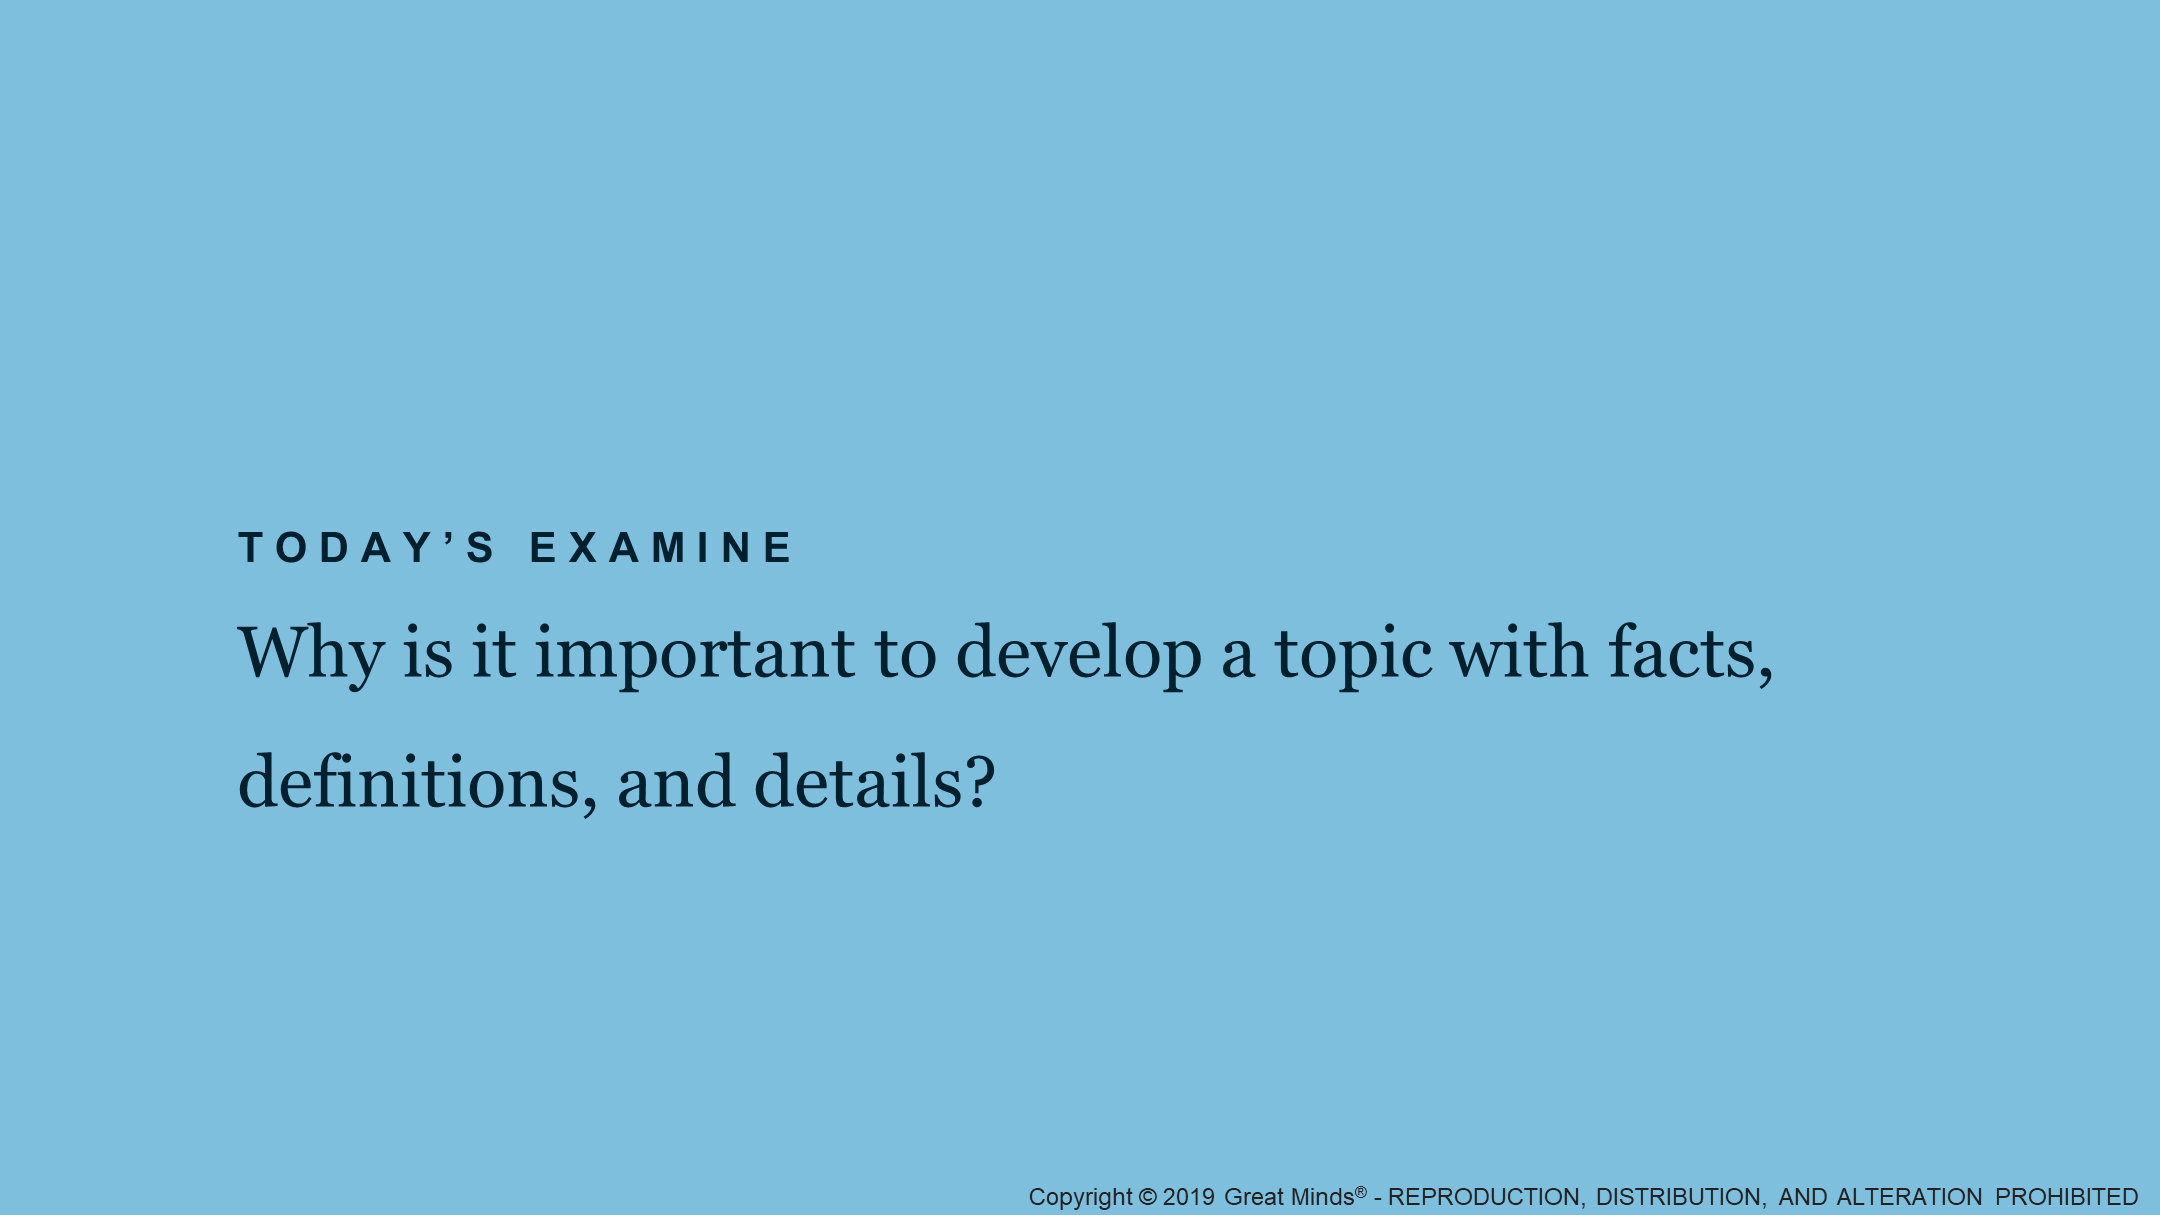 TODAY’S EXAMINE
Why is it important to develop a topic with facts,
definitions, and details?
Copyright © 2019 Great Minds® - REPRODUCTION, DISTRIBUTION, AND ALTERATION PROHIBITED